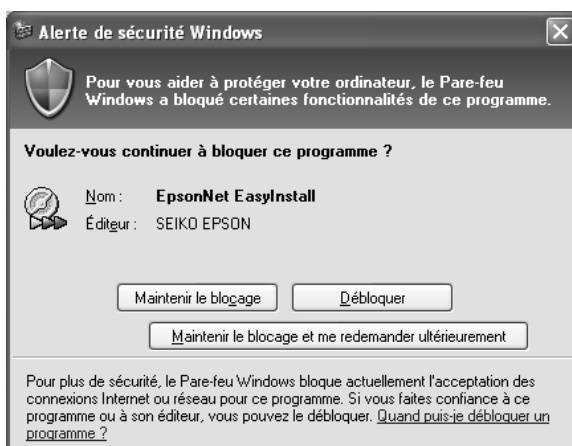 Alerte de sécurité Windows
Pour vous aider à protéger votre ordinateur, le Pare-feu
Windows a bloqué certaines fonctionnalités de ce programme.
Voulez-vous continuer à bloquer ce programme ?
Nom : EpsonNet EasyInstall
Éditeur : SEIKO EPSON
Maintenir le blocage Débloquer
Maintenir le blocage et me redemander ultérieurement
Pour plus de sécurité, le Pare-feu Windows bloque actuellement l'acceptation des
connexions Internet ou réseau pour ce programme. Si vous faites confiance à ce
programme ou à son éditeur, vous pouvez le débloquer. Quand puis-je débloquer un
programme ?